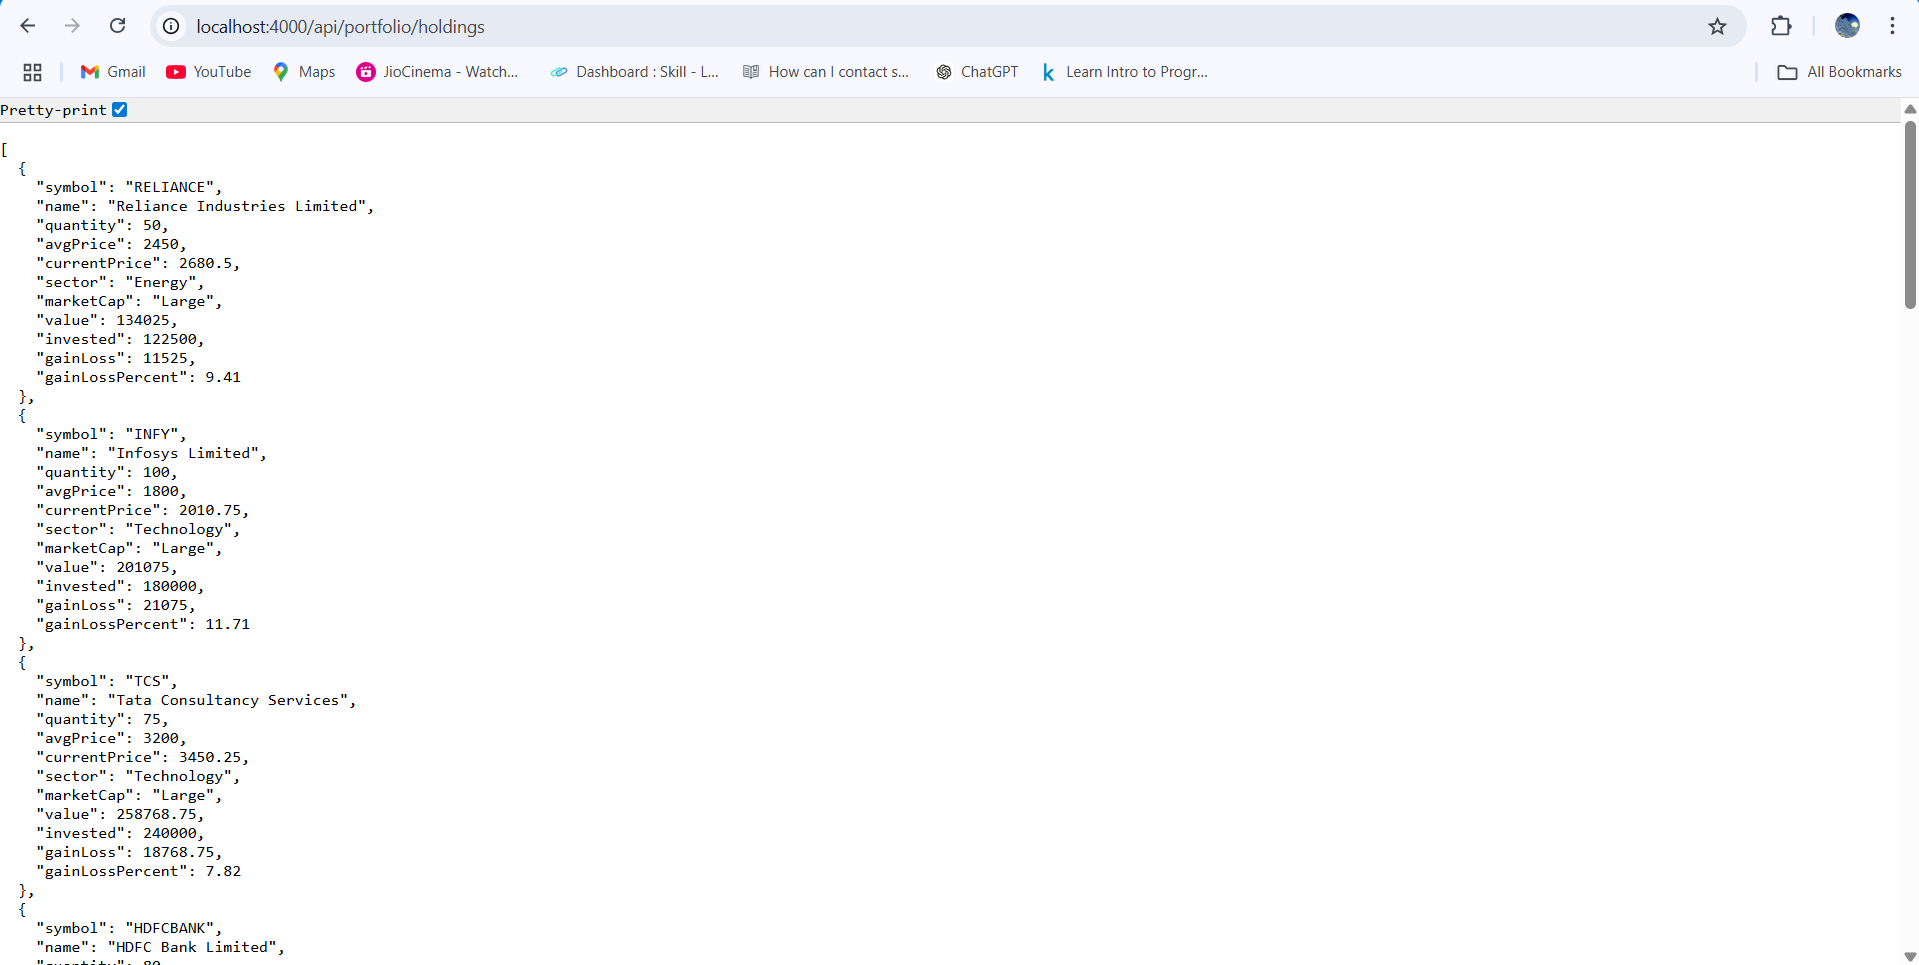 localhost:4000/api/portfolio/holdings
Gmail YouTube Maps JioCinema - Watch... Dashboard : Skill - L... How can I contact s... ChatGPT Learn Intro to Progr... All Bookmarks
Pretty-print
[
  {
    "symbol": "RELIANCE",
    "name": "Reliance Industries Limited",
    "quantity": 50,
    "avgPrice": 2450,
    "currentPrice": 2680.5,
    "sector": "Energy",
    "marketCap": "Large",
    "value": 134025,
    "invested": 122500,
    "gainLoss": 11525,
    "gainLossPercent": 9.41
  },
  {
    "symbol": "INFY",
    "name": "Infosys Limited",
    "quantity": 100,
    "avgPrice": 1800,
    "currentPrice": 2010.75,
    "sector": "Technology",
    "marketCap": "Large",
    "value": 201075,
    "invested": 180000,
    "gainLoss": 21075,
    "gainLossPercent": 11.71
  },
  {
    "symbol": "TCS",
    "name": "Tata Consultancy Services",
    "quantity": 75,
    "avgPrice": 3200,
    "currentPrice": 3450.25,
    "sector": "Technology",
    "marketCap": "Large",
    "value": 258768.75,
    "invested": 240000,
    "gainLoss": 18768.75,
    "gainLossPercent": 7.82
  },
  {
    "symbol": "HDFCBANK",
    "name": "HDFC Bank Limited",